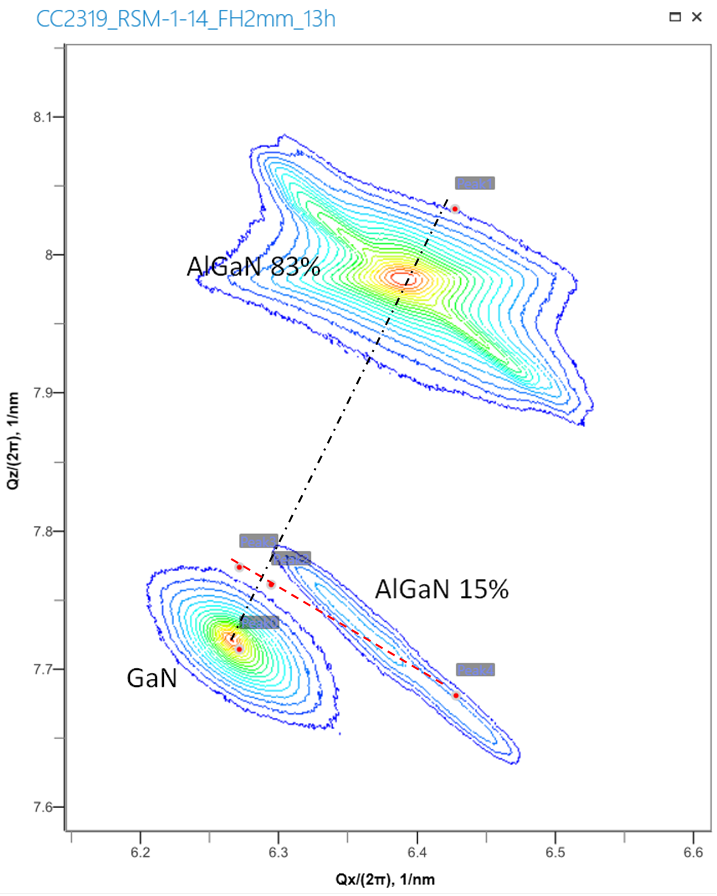 CC2319_RSM-1-14_FH2mm_13h
8.1
8
7.9
7.8
7.7
7.6
Qz/(2π), 1/nm
AlGaN 83%
AlGaN 15%
GaN
6.2
6.3
6.4
6.5
6.6
Qx/(2π), 1/nm